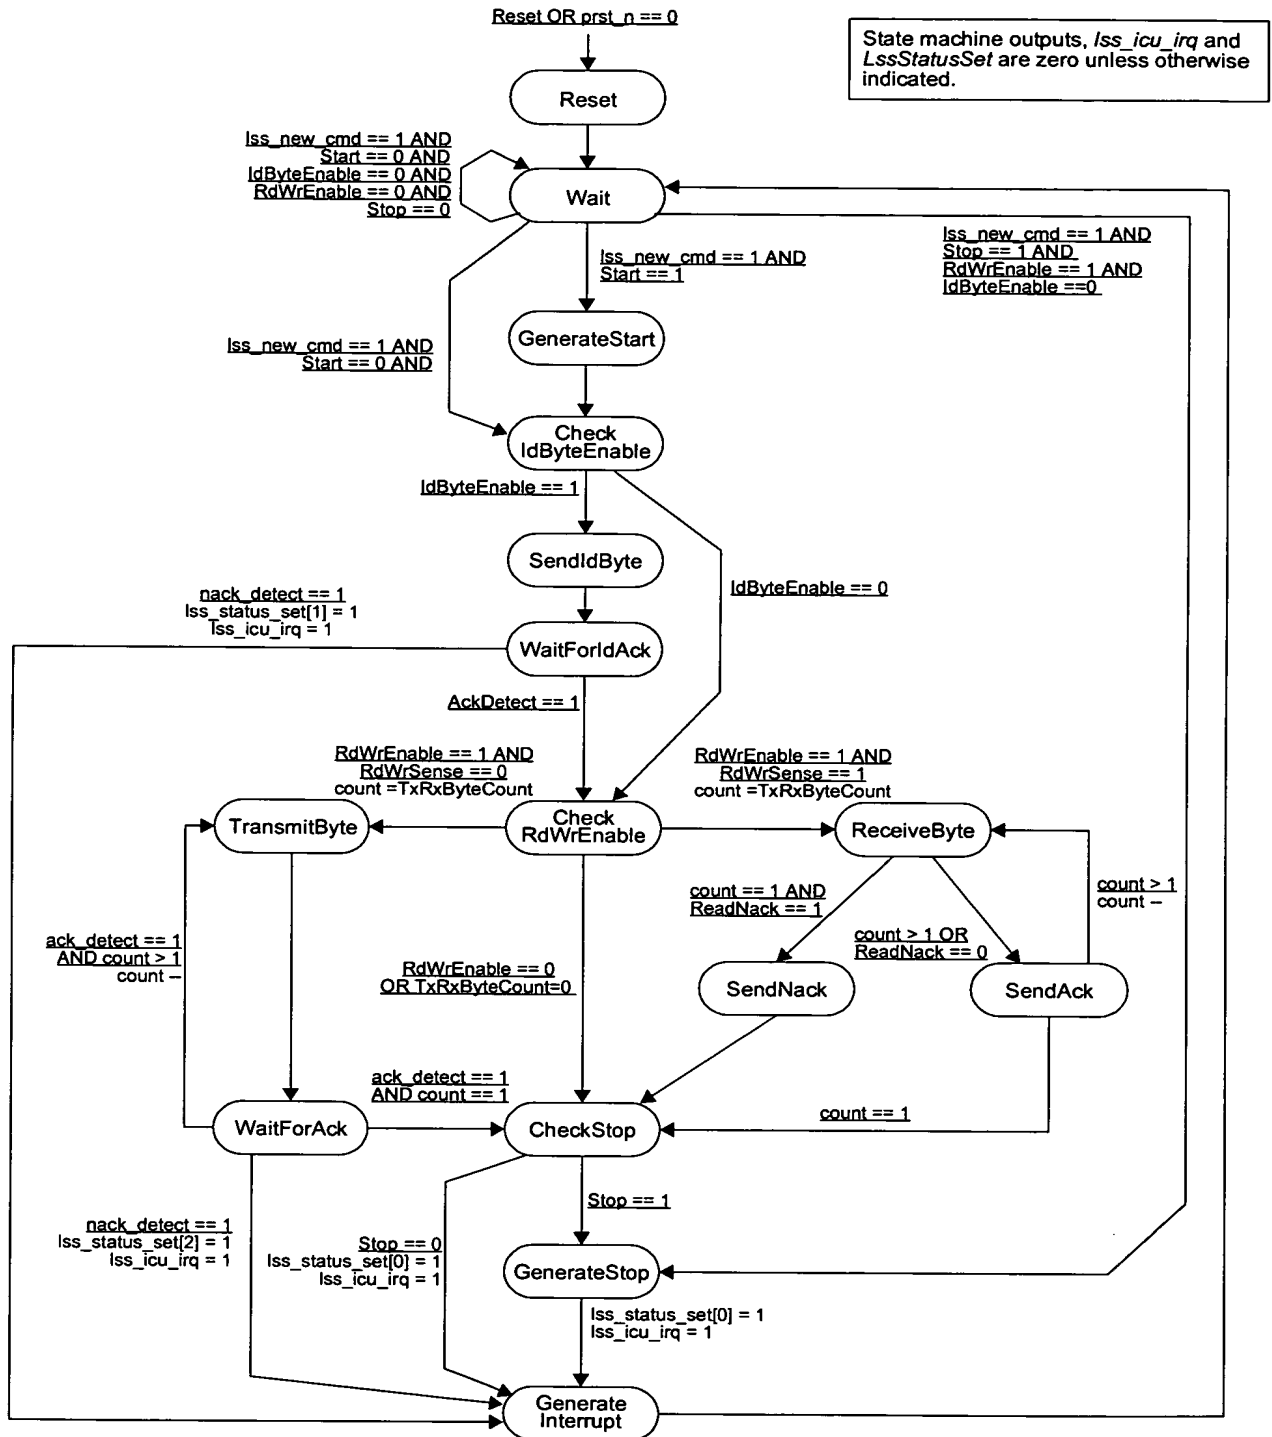 Reset OR prst_n == 0
State machine outputs, lss_icu_irq and
LssStatusSet are zero unless otherwise
indicated.
Reset
lss_new_cmd == 1 AND
Start == 0 AND
IdByteEnable == 0 AND
RdWrEnable == 0 AND
Stop == 0
Wait
lss_new_cmd == 1 AND
Start == 1
lss_new_cmd == 1 AND
Stop == 1 AND
RdWrEnable == 1 AND
IdByteEnable ==0
GenerateStart
lss_new_cmd == 1 AND
Start == 0 AND
Check
IdByteEnable
IdByteEnable == 1
SendIdByte
IdByteEnable == 0
nack_detect == 1
lss_status_set[1] = 1
lss_icu_irq = 1
WaitForIdAck
AckDetect == 1
RdWrEnable == 1 AND
RdWrSense == 0
count =TxRxByteCount
RdWrEnable == 1 AND
RdWrSense == 1
count =TxRxByteCount
TransmitByte
Check
RdWrEnable
ReceiveByte
count == 1 AND
ReadNack == 1
count > 1 OR
ReadNack == 0
count > 1
count –
ack_detect == 1
AND count > 1
count –
RdWrEnable == 0
OR TxRxByteCount=0
SendNack
SendAck
ack_detect == 1
AND count == 1
WaitForAck
CheckStop
count == 1
nack_detect == 1
lss_status_set[2] = 1
lss_icu_irq = 1
Stop == 0
lss_status_set[0] = 1
lss_icu_irq = 1
Stop == 1
GenerateStop
lss_status_set[0] = 1
lss_icu_irq = 1
Generate
Interrupt